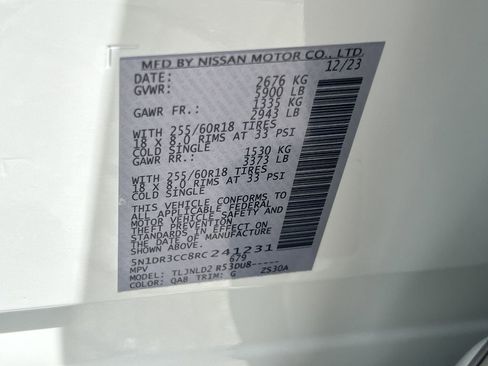 MFD BY NISSAN MOTOR CO., LTD.
12/23
DATE:
GVWR: 2676 KG
5900 LB
GAWR FR.: 1335 KG
2943 LB
WITH 255/60R18 TIRES
18 X 8.0 RIMS AT 33 PSI
COLD SINGLE
GAWR RR.: 1530 KG
3373 LB
WITH 255/60R18 TIRES
18 X 8.0 RIMS AT 33 PSI
COLD SINGLE
THIS VEHICLE CONFORMS TO
ALL APPLICABLE FEDERAL
MOTOR VEHICLE SAFETY AND
THEFT PREVENTION
STANDARDS IN EFFECT ON
THE DATE OF MANUFACTURE
SHOWN ABOVE.
5N1DR3CC8RC241231
679
MPV
MODEL: TLJNLD2 R53DU8-----
COLOR: QAB TRIM: G ZS30A